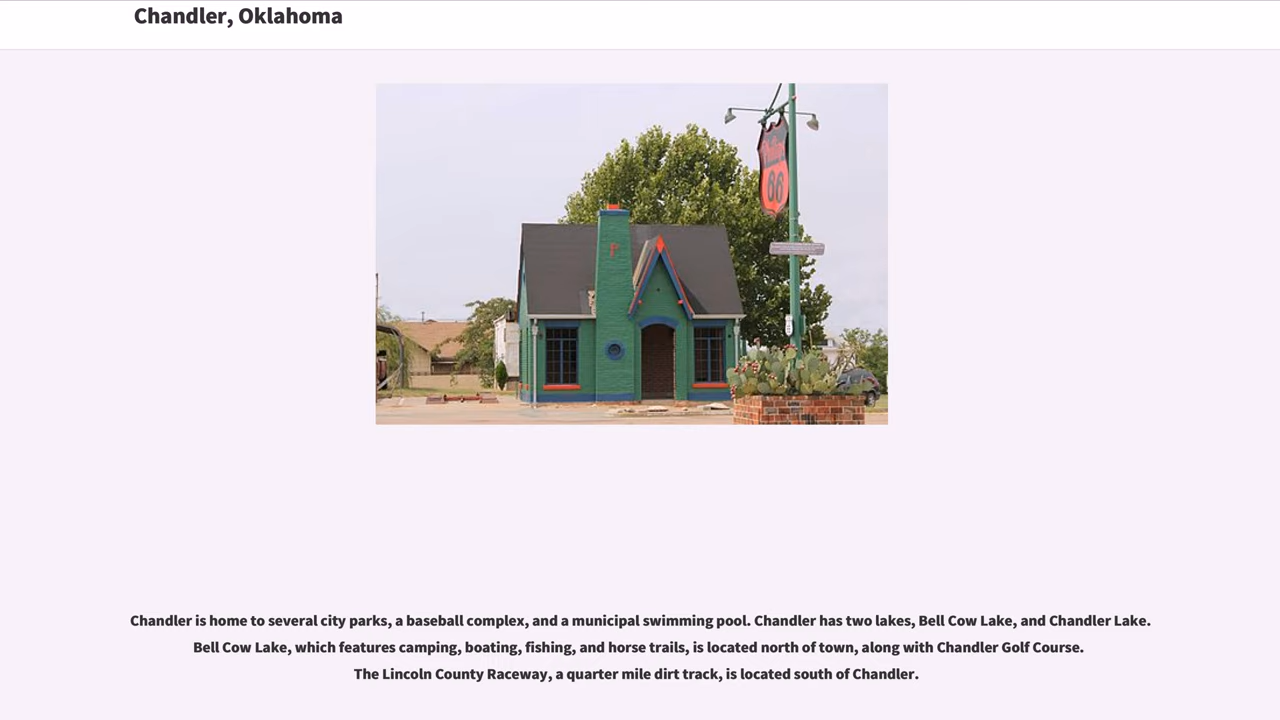 Chandler, Oklahoma
66
Chandler is home to several city parks, a baseball complex, and a municipal swimming pool. Chandler has two lakes, Bell Cow Lake, and Chandler Lake.
Bell Cow Lake, which features camping, boating, fishing, and horse trails, is located north of town, along with Chandler Golf Course.
The Lincoln County Raceway, a quarter mile dirt track, is located south of Chandler.